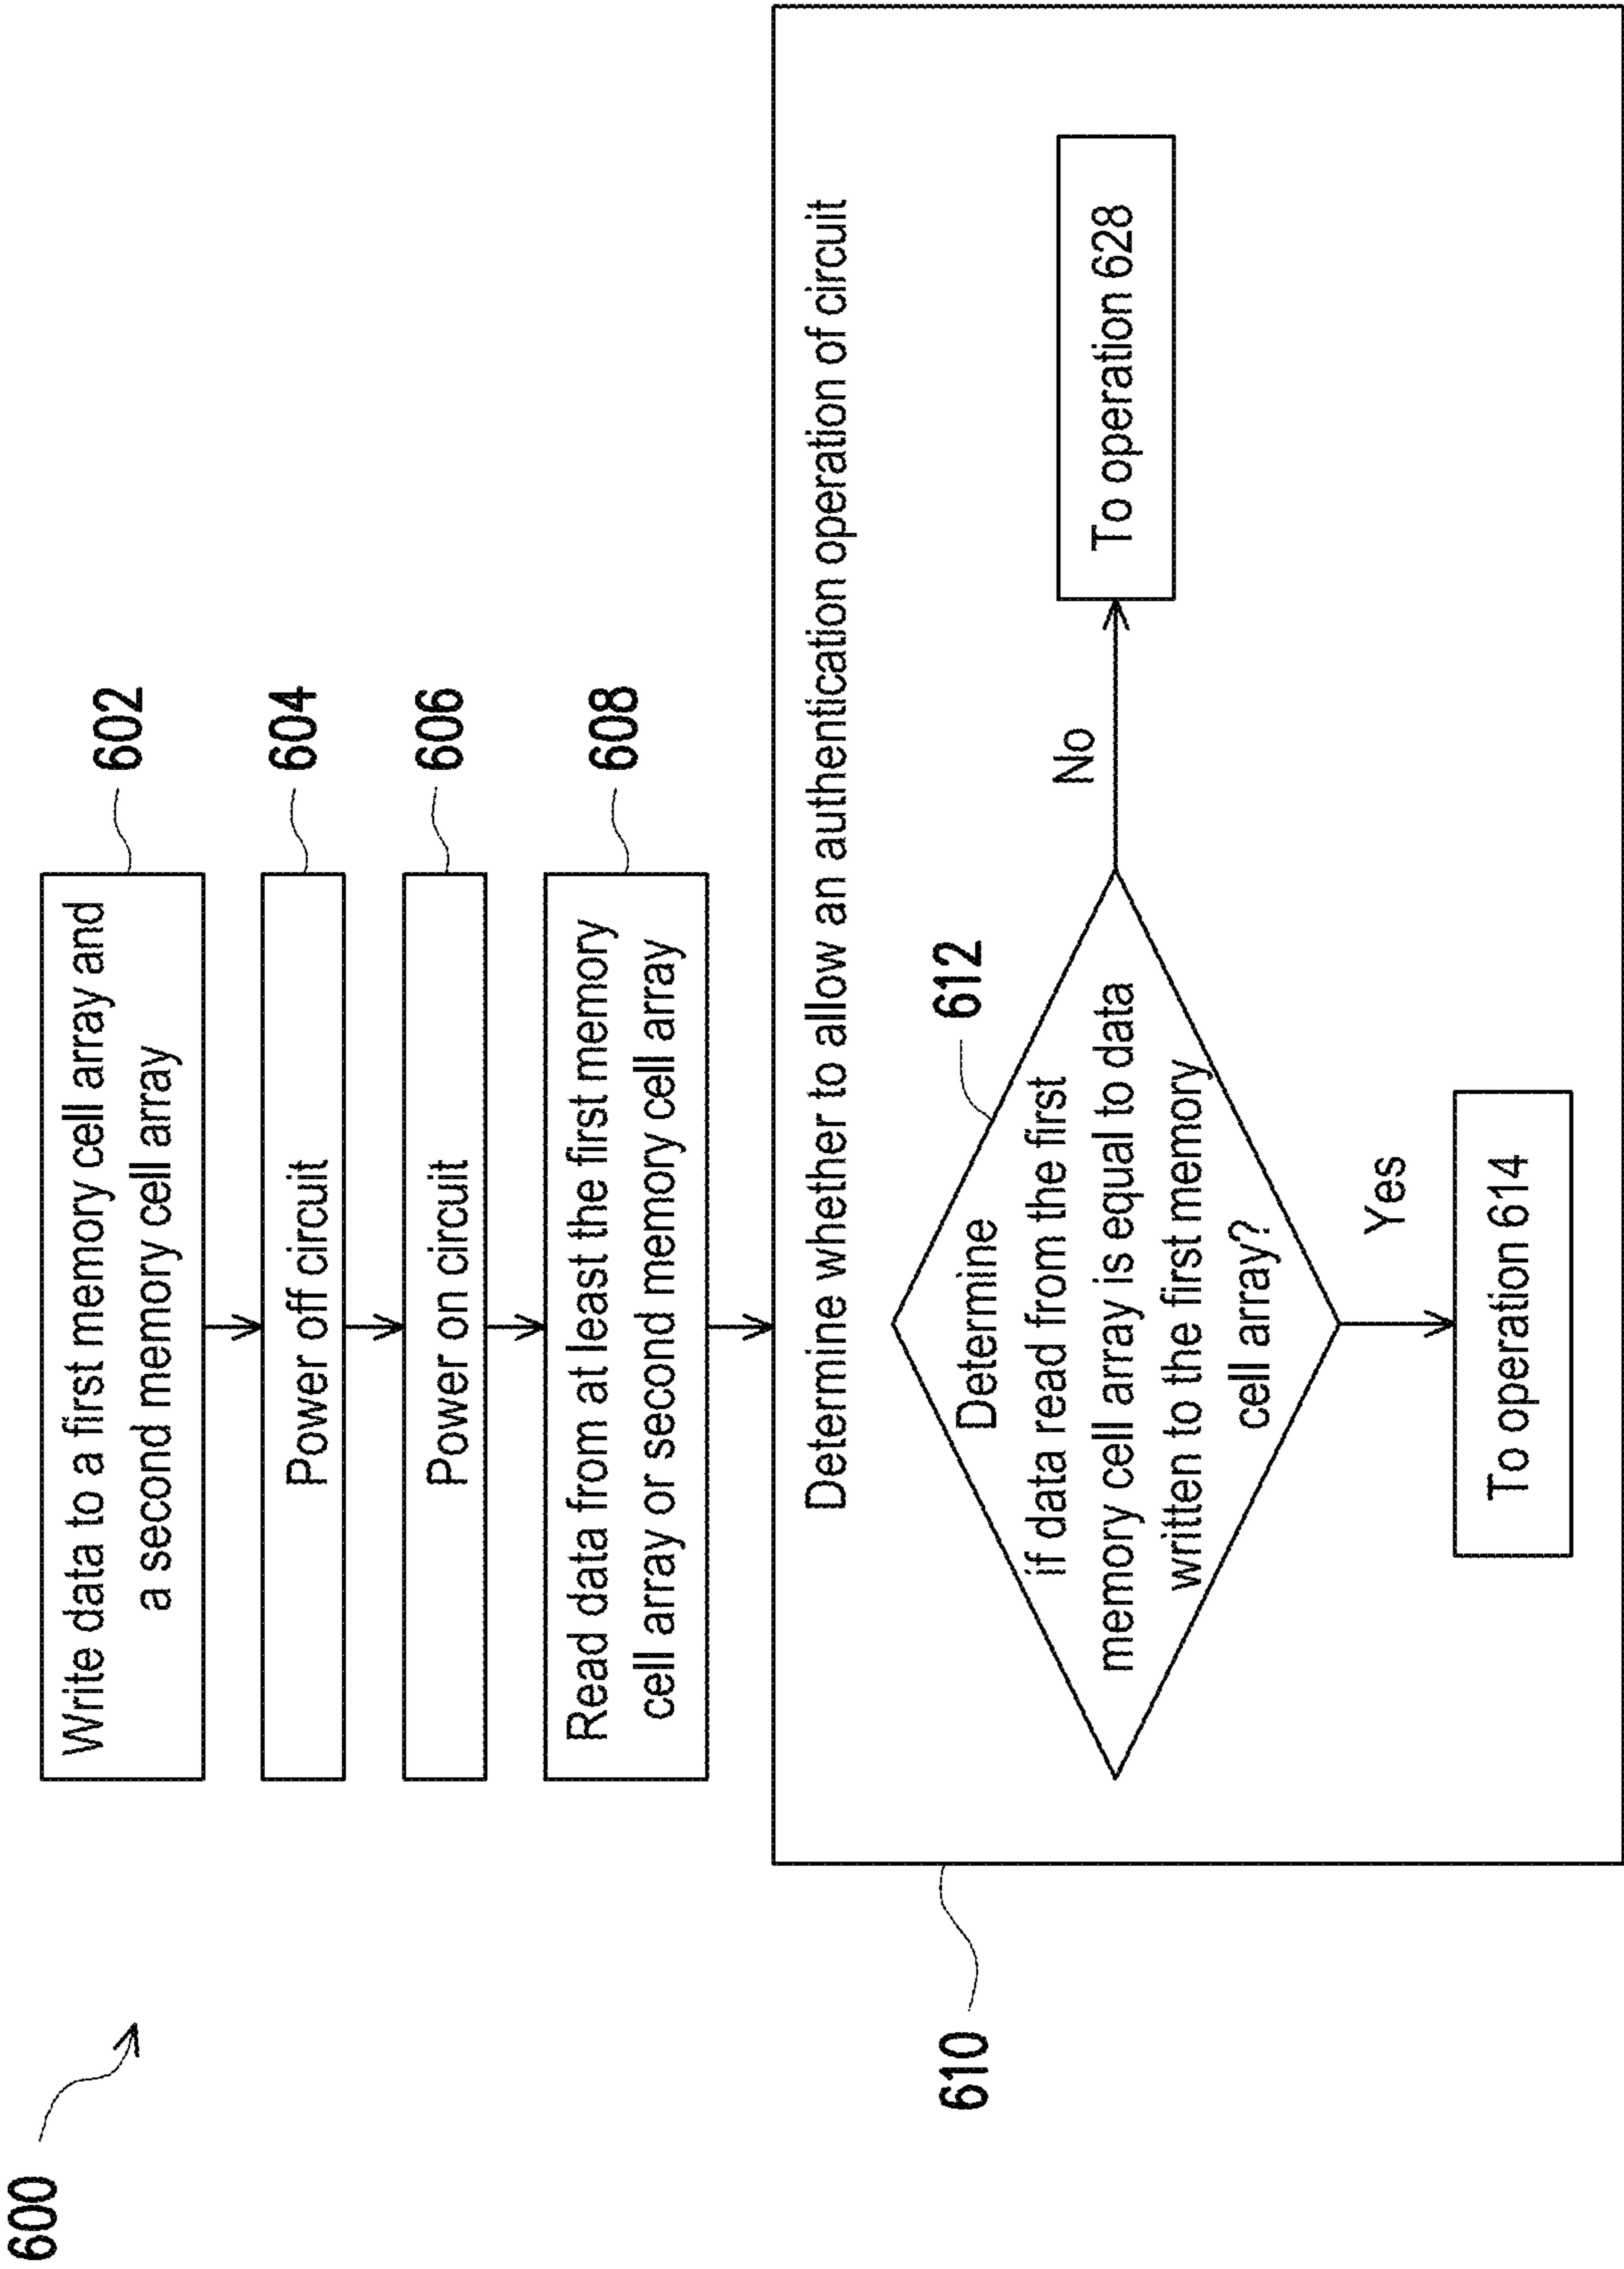 600
Write data to a first memory cell array and
a second memory cell array
602
Power off circuit
604
Power on circuit
606
Read data from at least the first memory
cell array or second memory cell array
608
610
Determine whether to allow an authentication operation of circuit
612
Determine
if data read from the first
memory cell array is equal to data
written to the first memory
cell array?
No
To operation 628
Yes
To operation 614